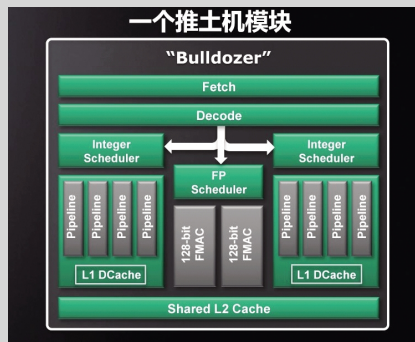 一个推土机模块
“Bulldozer”
Fetch
Decode
Integer
Scheduler
Integer
Scheduler
FP
Scheduler
Pipeline
Pipeline
Pipeline
Pipeline
L1 DCache
128-bit
FMAC
128-bit
FMAC
Pipeline
Pipeline
Pipeline
Pipeline
L1 DCache
Shared L2 Cache